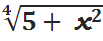 ∜5 + x²